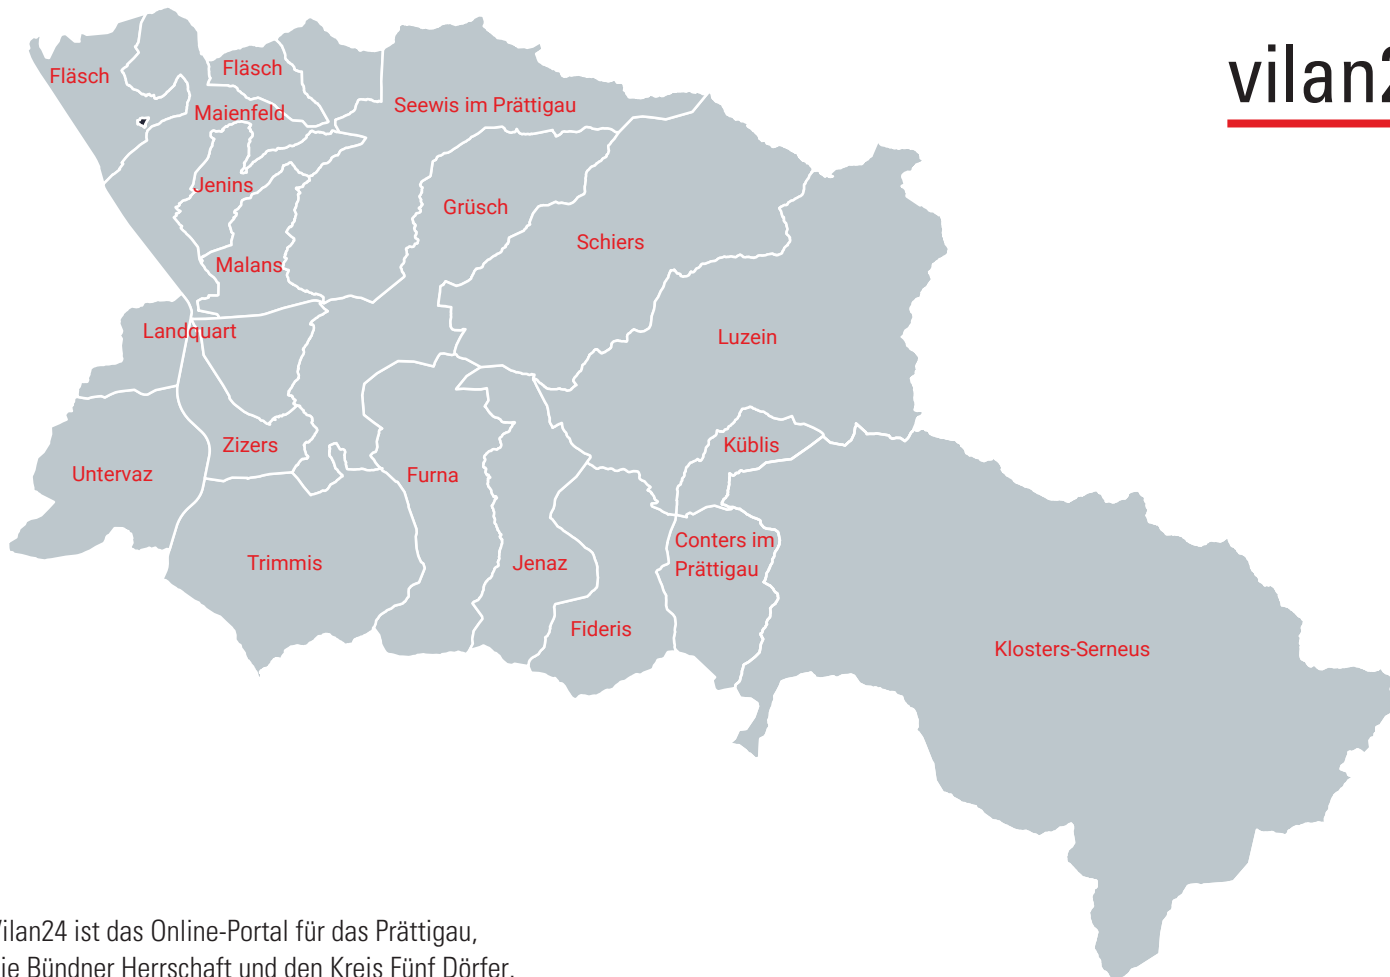 vilan2
Fläsch
Fläsch
Seewis im Prättigau
Maienfeld
Jenins
Grüsch
Schiers
Malans
Landquart
Luzein
Zizers
Küblis
Untervaz
Furna
Conters im
Prättigau
Trimmis
Jenaz
Fideris
Klosters-Serneus
Vilan24 ist das Online-Portal für das Prättigau,
die Bündner Herrschaft und den Kreis Fünf Dörfer.